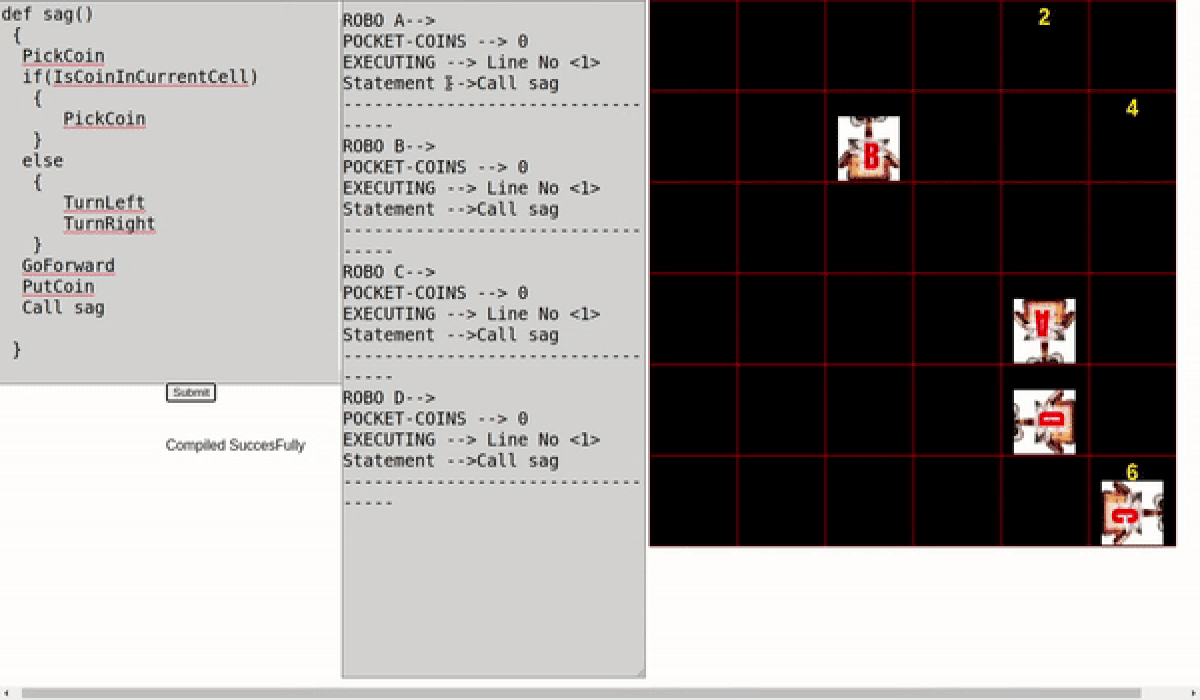 def sag()
{
PickCoin
if(IsCoinInCurrentCell)
{
PickCoin
}
else
{
TurnLeft
TurnRight
}
GoForward
PutCoin
Call sag
}
Submit
Compiled SuccesFully
ROBO A-->
POCKET-COINS --> 0
EXECUTING --> Line No <1>
Statement -->Call sag
-----------------------------
-----
ROBO B-->
POCKET-COINS --> 0
EXECUTING --> Line No <1>
Statement -->Call sag
-----------------------------
-----
ROBO C-->
POCKET-COINS --> 0
EXECUTING --> Line No <1>
Statement -->Call sag
-----------------------------
-----
ROBO D-->
POCKET-COINS --> 0
EXECUTING --> Line No <1>
Statement -->Call sag
-----------------------------
-----
2
4
B
A
D
6
C